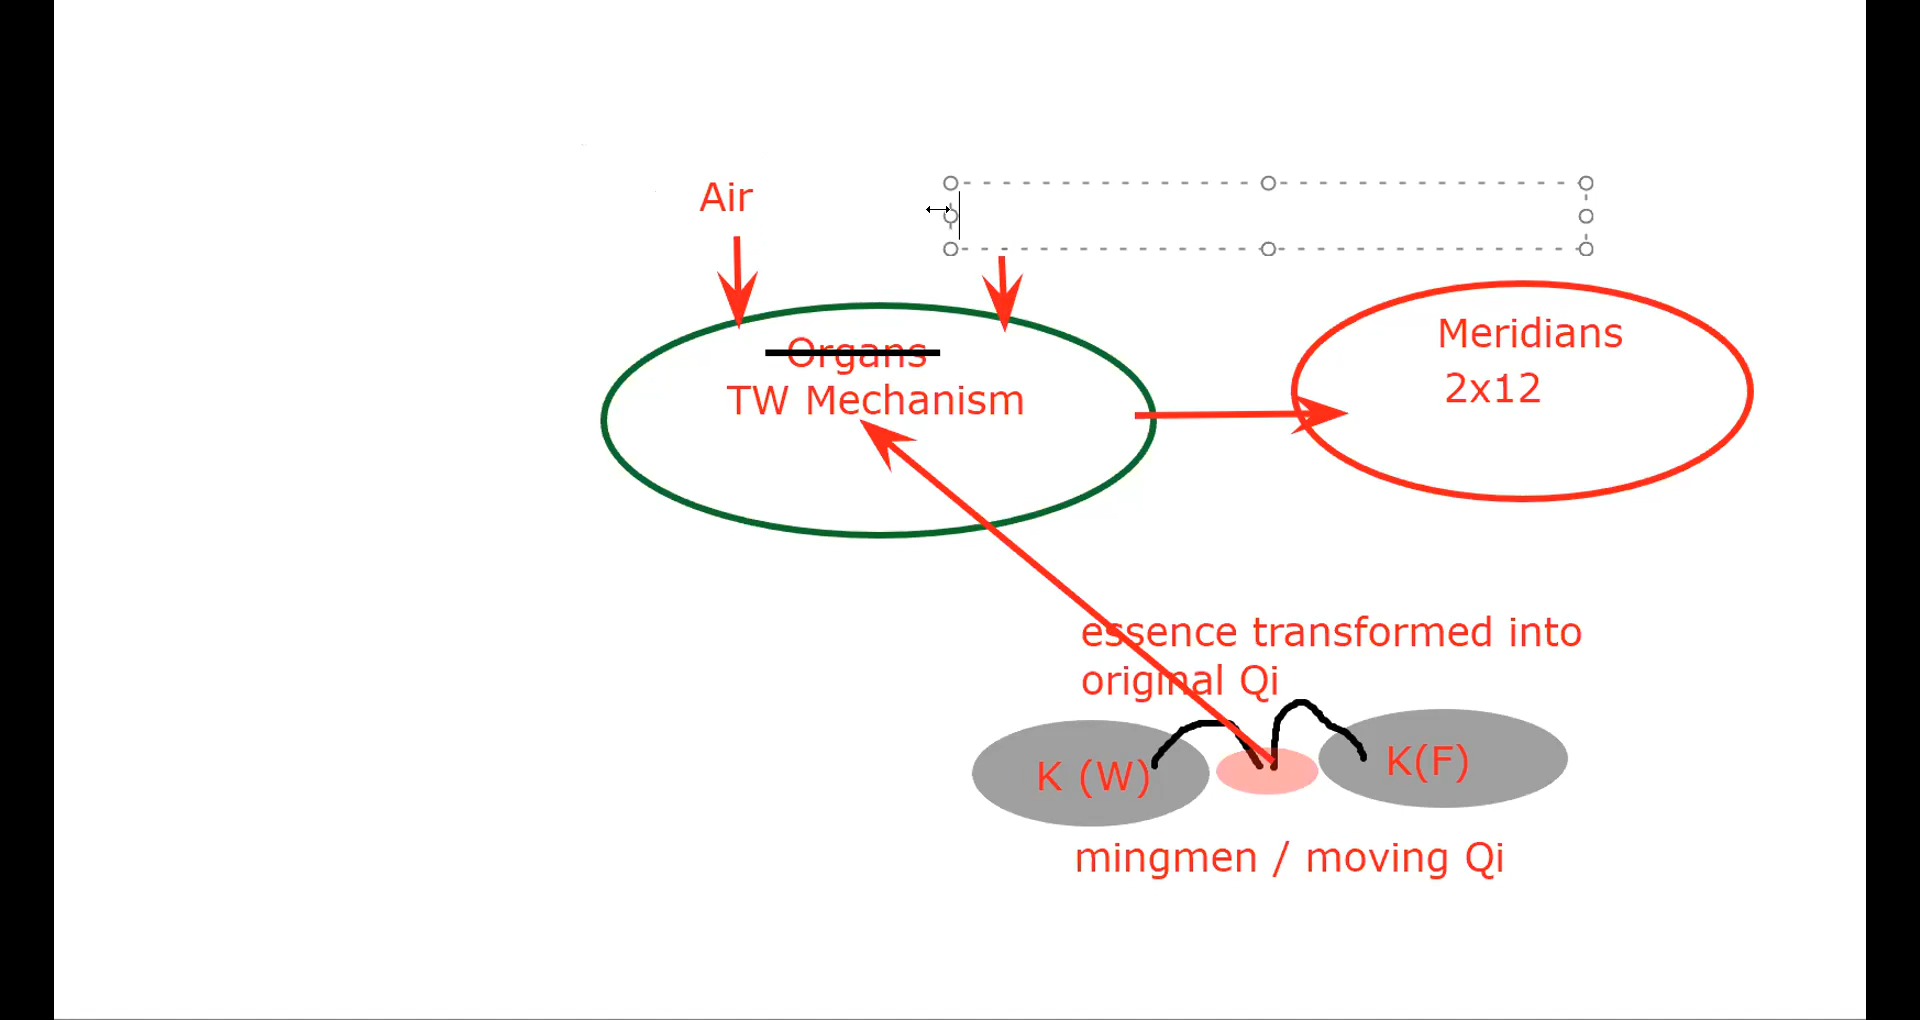 Air
Organs
TW Mechanism
Meridians
2x12
essence transformed into
original Qi
K (W)
K(F)
mingmen / moving Qi